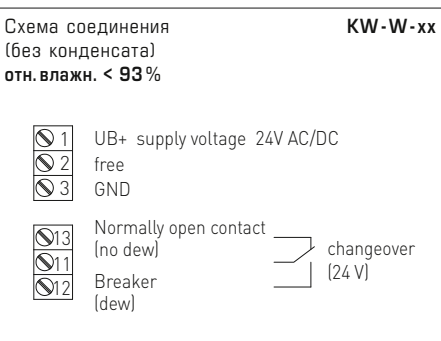 Схема соединения KW-W-xx
(без конденсата)
отн. влажн. < 93%
1 UB+ supply voltage 24V AC/DC
2 free
3 GND
13 Normally open contact
(no dew)
11 changeover
(24 V)
12 Breaker
(dew)